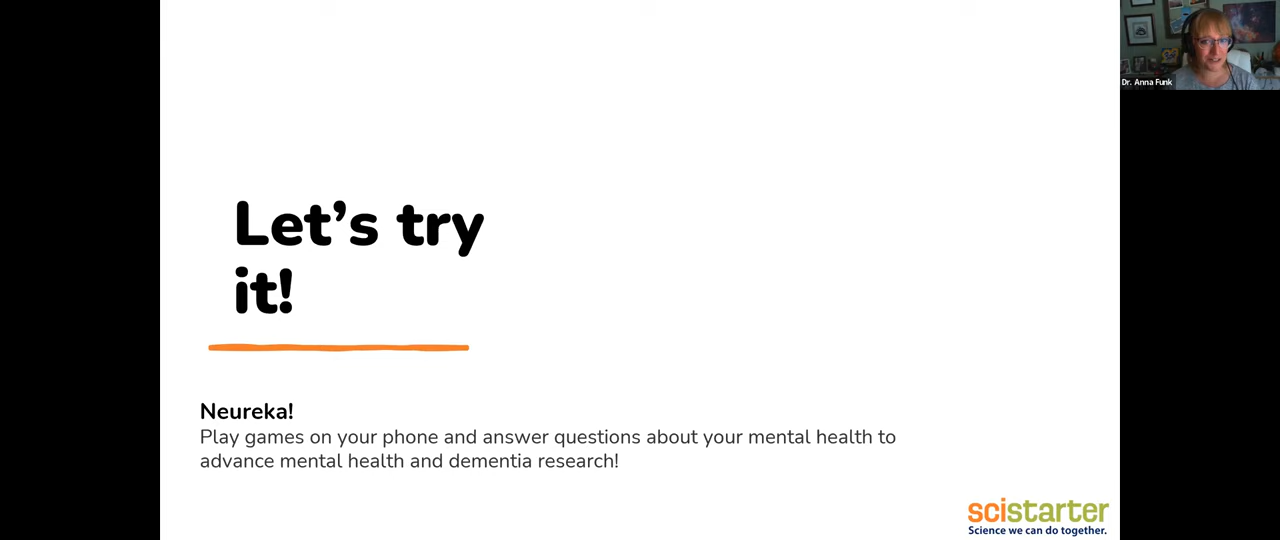 Let's try
it!
Neureka!
Play games on your phone and answer questions about your mental health to
advance mental health and dementia research!
scistarter
Science we can do together.
Dr. Anna Funk